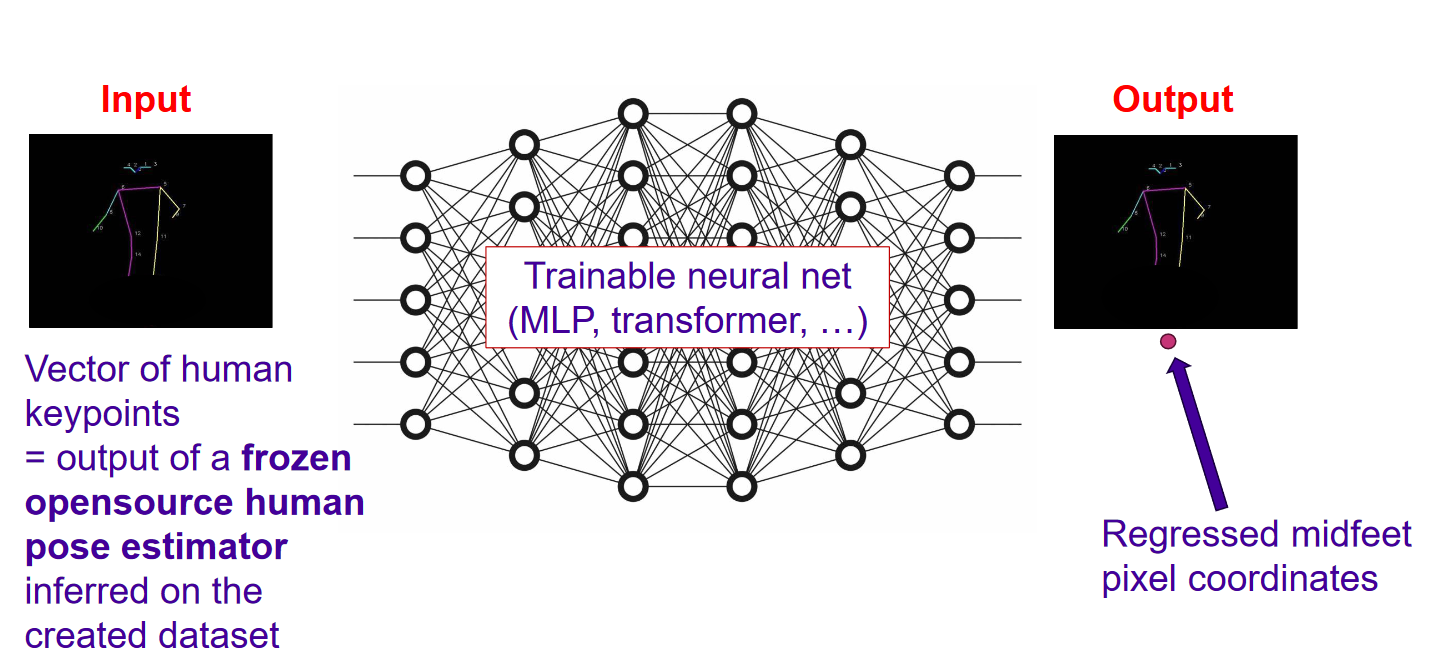 Input
Output
Trainable neural net
(MLP, transformer, …)
Vector of human
keypoints
= output of a frozen
opensource human
pose estimator
inferred on the
created dataset
Regressed midfeet
pixel coordinates